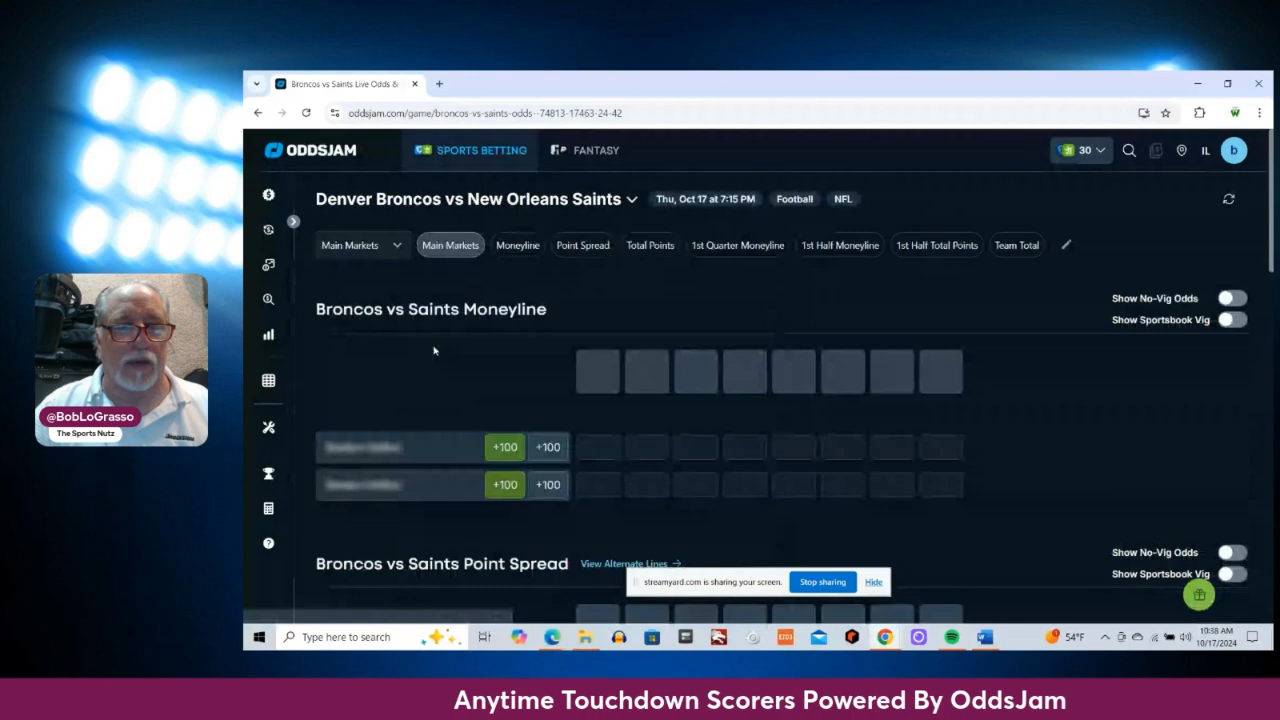 Broncos vs Saints Live Odds &
oddsjam.com/game/broncos-vs-saints-odds--74813-17463-24-42
ODDSJAM
SPORTS BETTING
FANTASY
30
IL
b
Denver Broncos vs New Orleans Saints
Thu, Oct 17 at 7:15 PM
Football
NFL
Main Markets
Main Markets
Moneyline
Point Spread
Total Points
1st Quarter Moneyline
1st Half Moneyline
1st Half Total Points
Team Total
Broncos vs Saints Moneyline
Show No-Vig Odds
Show Sportsbook Vig
+100 +100
+100 +100
@BobLoGrasso
The Sports Nutz
Broncos vs Saints Point Spread
View Alternate Lines →
Show No-Vig Odds
Show Sportsbook Vig
streamyard.com is sharing your screen.
Stop sharing
Hide
Type here to search
54°F
10:38 AM
10/17/2024
Anytime Touchdown Scorers Powered By OddsJam